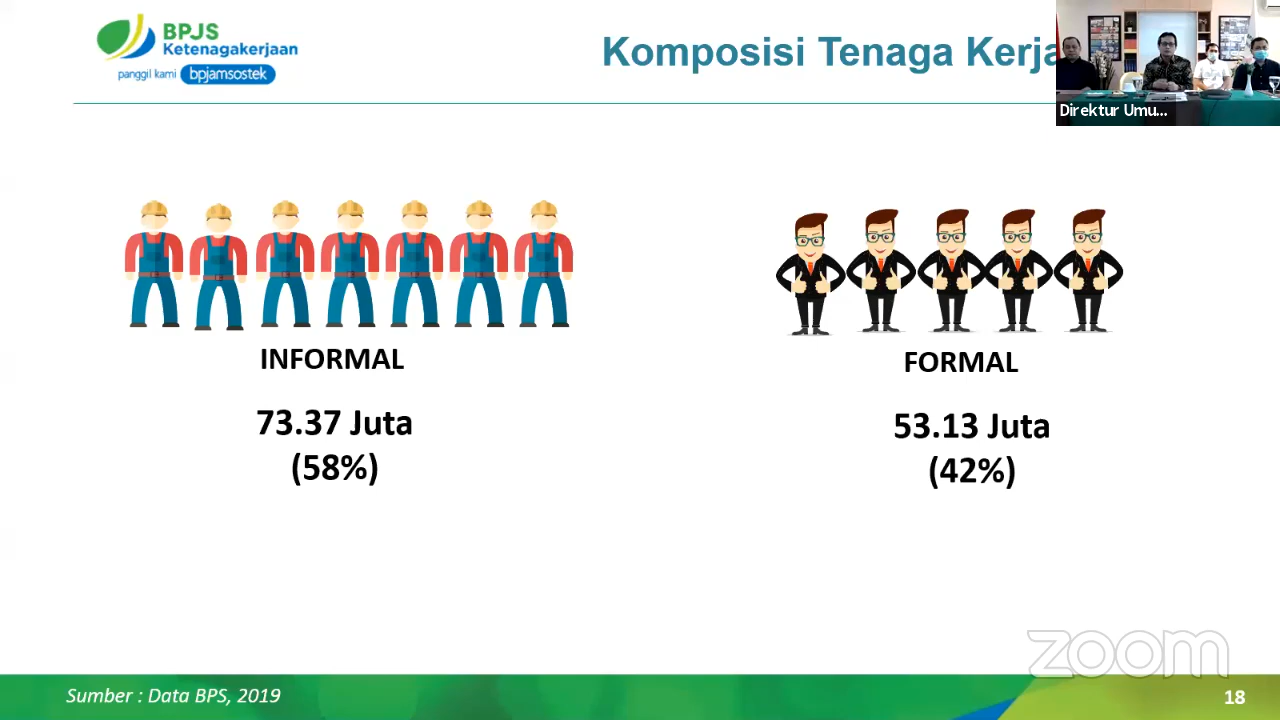 BPJS
Ketenagakerjaan
panggil kami bpjamsostek
Komposisi Tenaga Kerja
Direktur Umu...
INFORMAL
73.37 Juta
(58%)
FORMAL
53.13 Juta
(42%)
zoom
Sumber : Data BPS, 2019
18